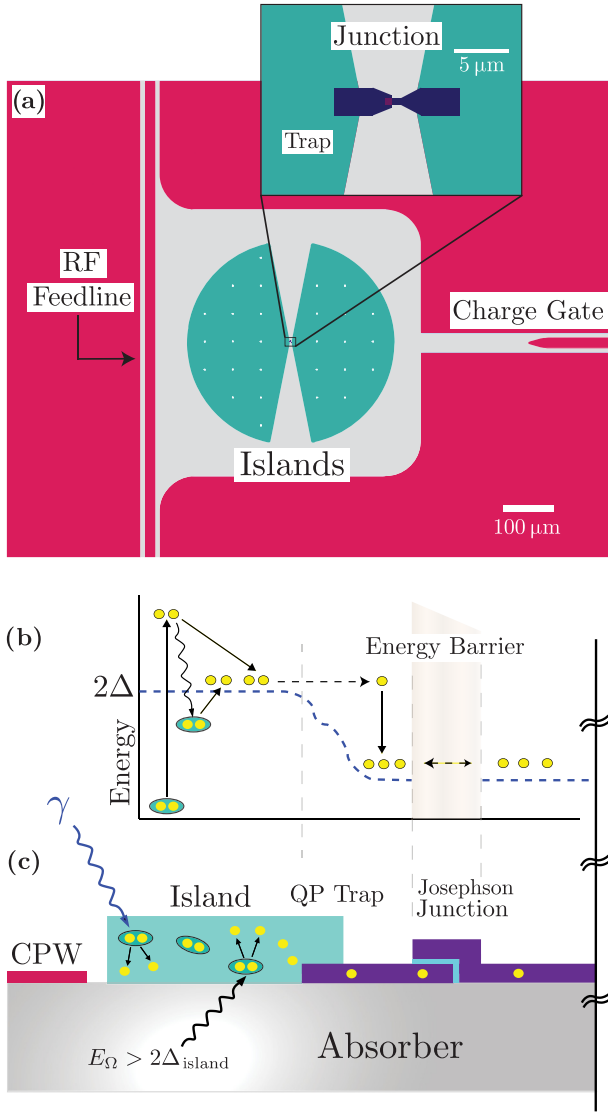 (a)
Junction
5 μm
Trap
RF
Feedline
Charge Gate
Islands
100 μm
(b)
Energy Barrier
2Δ
Energy
γ
(c)
Island
QP Trap
Josephson
Junction
CPW
E_Ω > 2Δ_island
Absorber